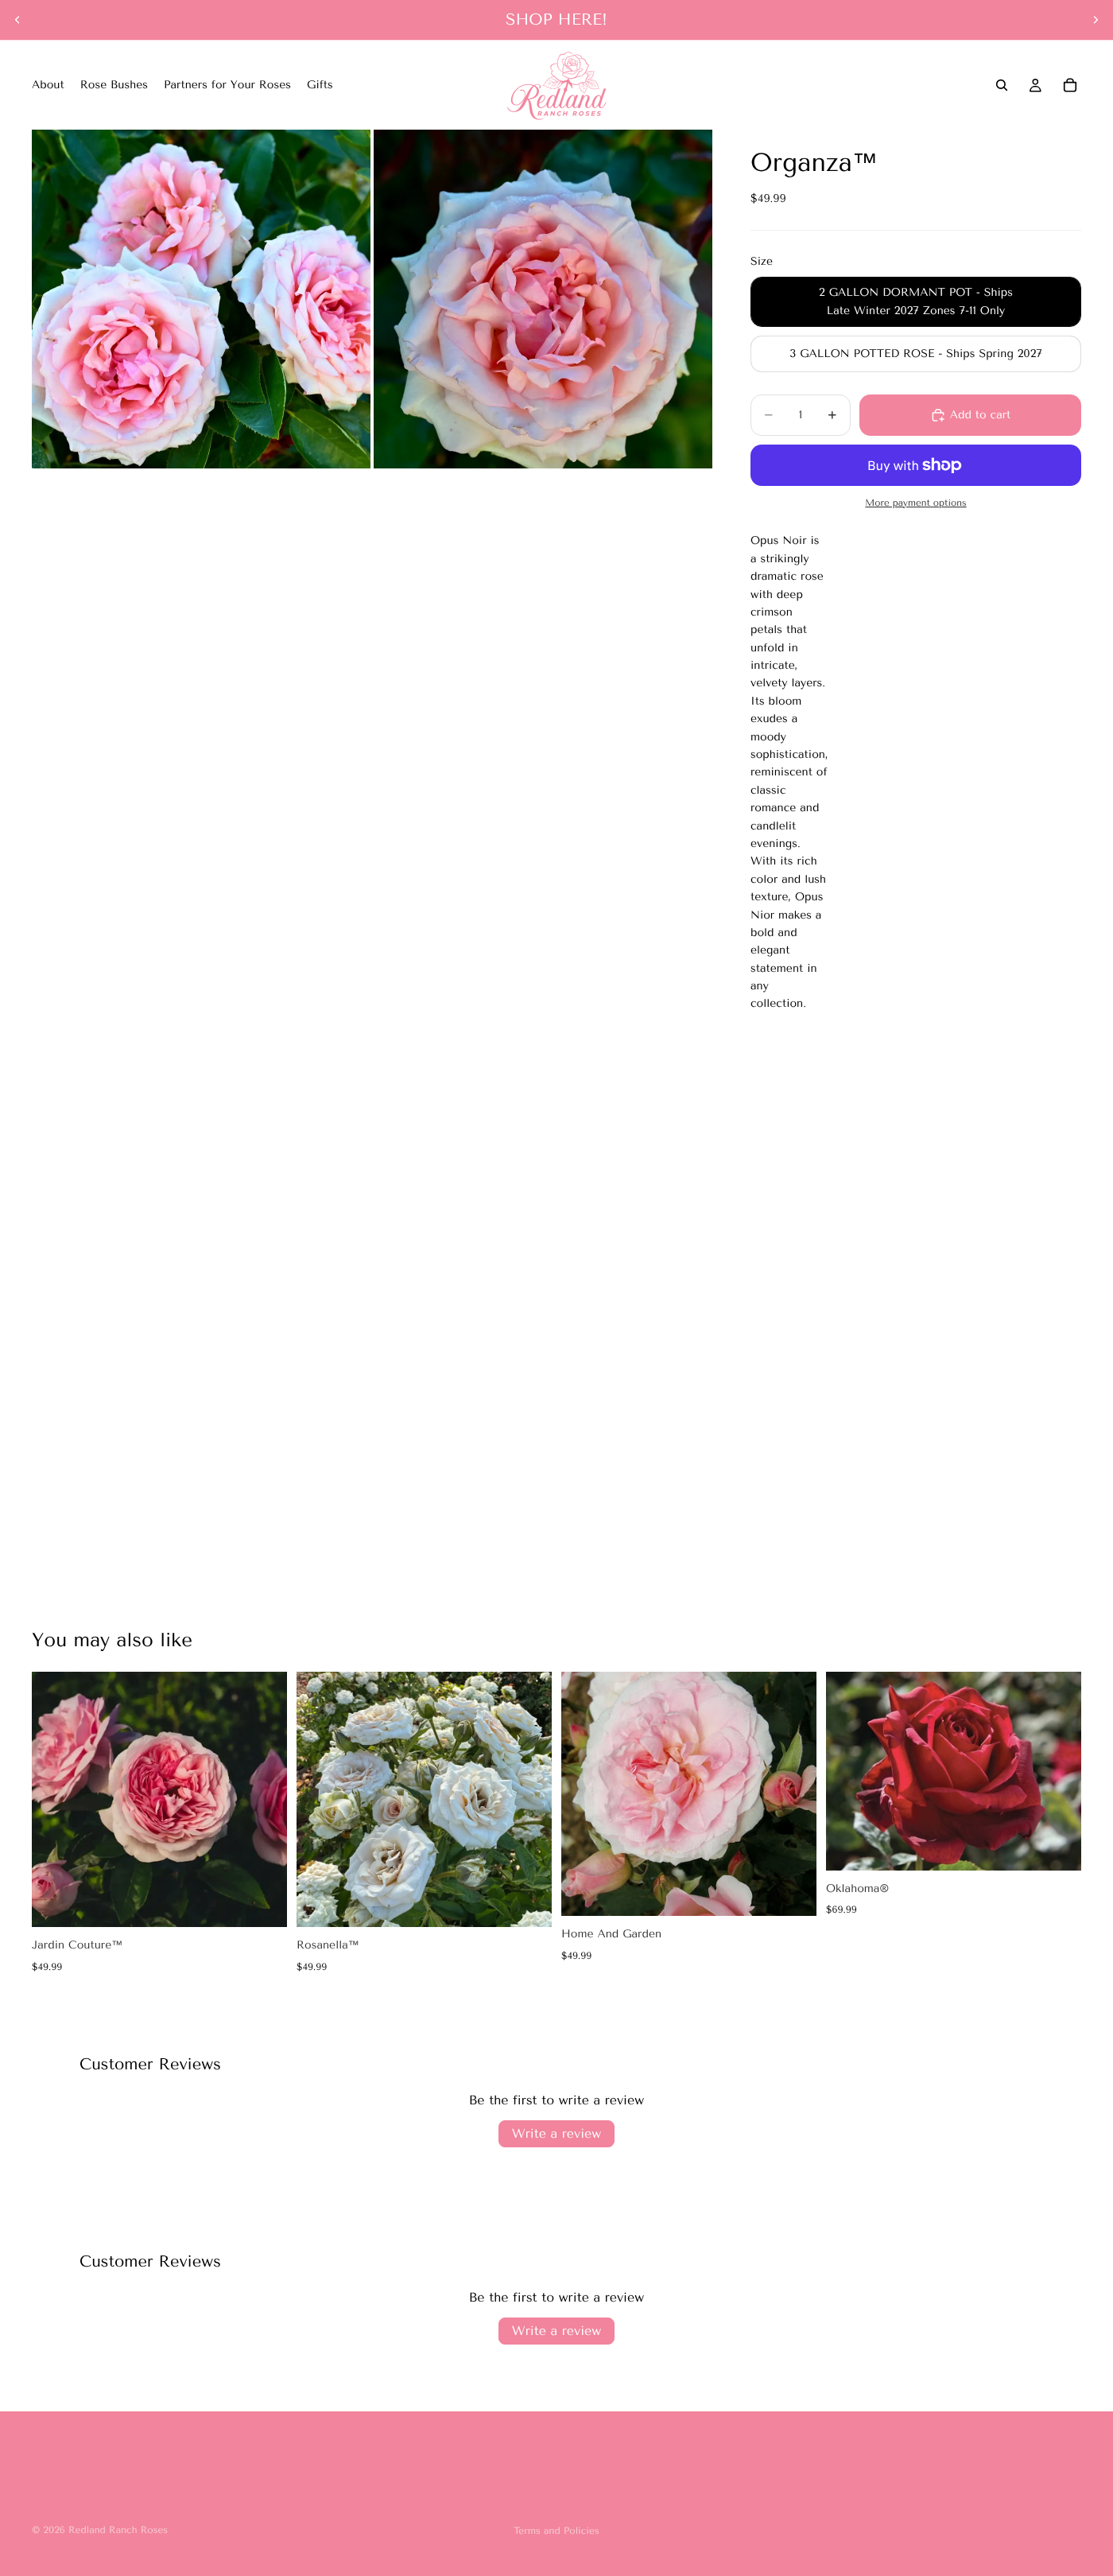 SHOP HERE!
About
Rose Bushes
Partners for Your Roses
Gifts
Redland
RANCH ROSES
Organza™
$49.99
Size
2 GALLON DORMANT POT - Ships
Late Winter 2027 Zones 7-11 Only
3 GALLON POTTED ROSE - Ships Spring 2027
1
Add to cart
Buy with shop
More payment options
Opus Noir is
a strikingly
dramatic rose
with deep
crimson
petals that
unfold in
intricate,
velvety layers.
Its bloom
exudes a
moody
sophistication,
reminiscent of
classic
romance and
candlelit
evenings.
With its rich
color and lush
texture, Opus
Nior makes a
bold and
elegant
statement in
any
collection.
You may also like
Jardin Couture™
$49.99
Rosanella™
$49.99
Home And Garden
$49.99
Oklahoma®
$69.99
Customer Reviews
Be the first to write a review
Write a review
Customer Reviews
Be the first to write a review
Write a review
© 2026 Redland Ranch Roses
Terms and Policies